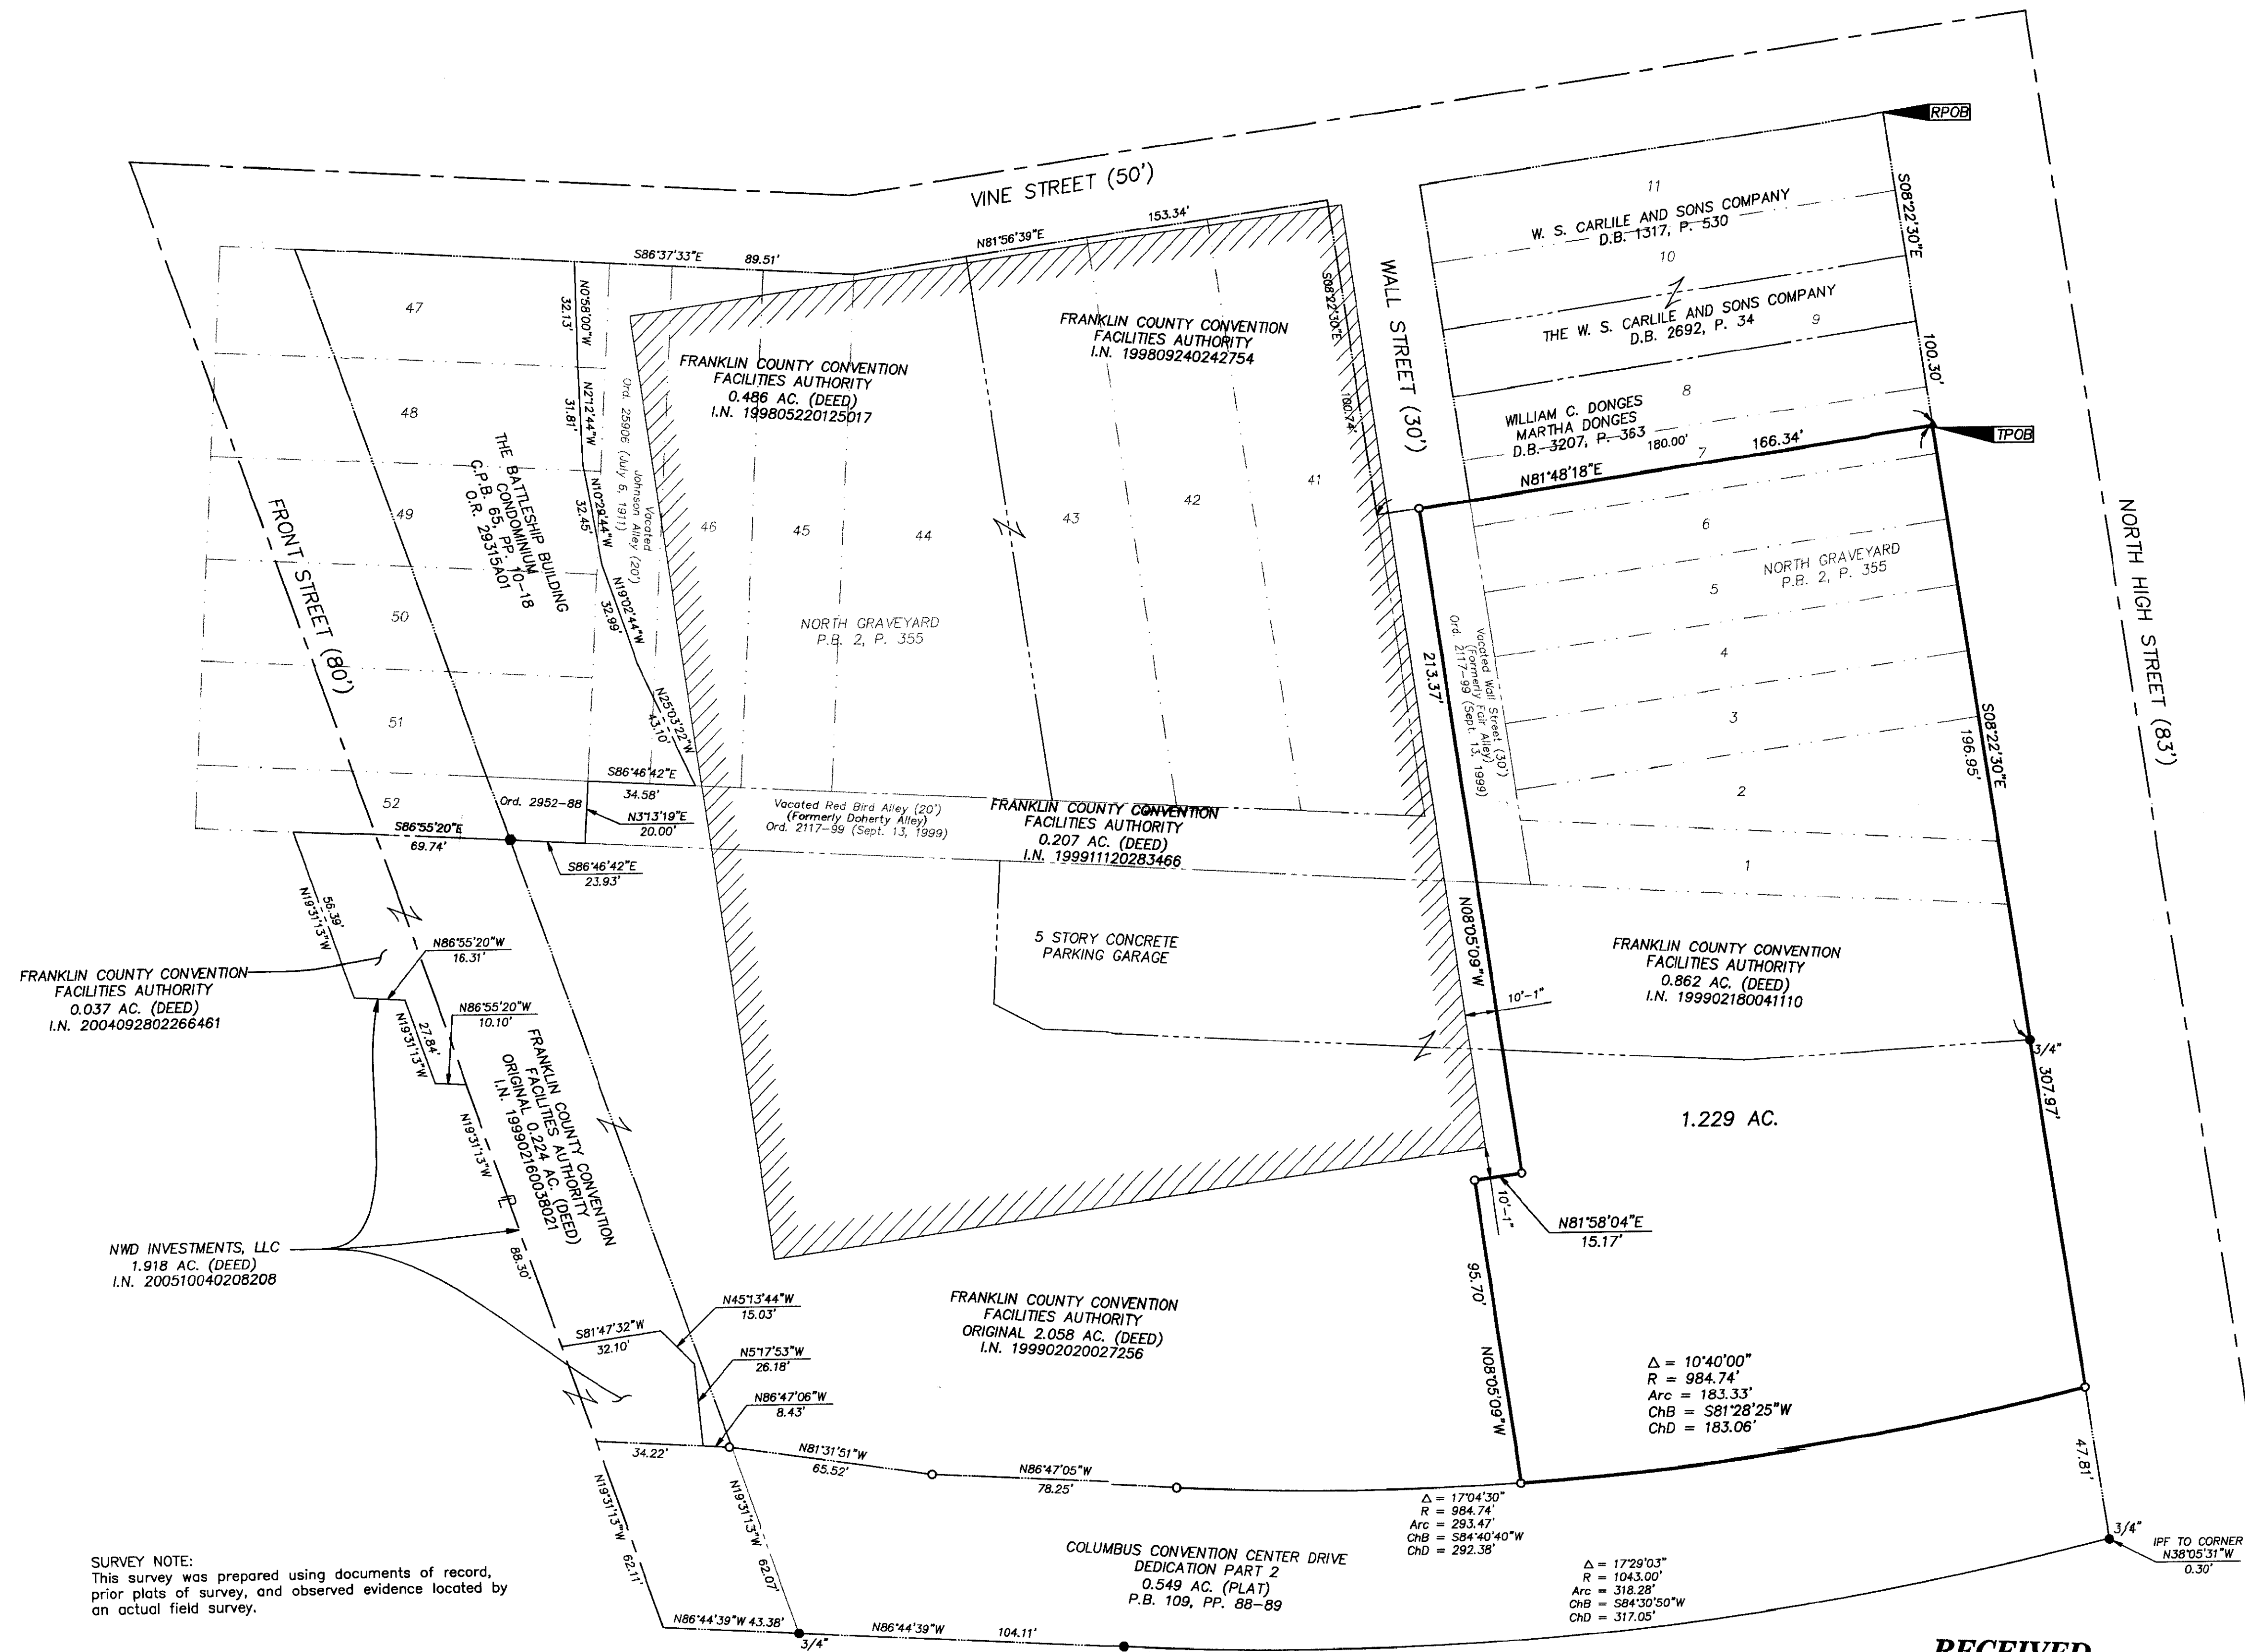 RPOB
VINE STREET (50')
11
W. S. CARLILE AND SONS COMPANY
D.B. 1317, P. 530
10
S08°22'30"E
153.34'
N81°56'39"E
S86°37'33"E 89.51'
WALL STREET (30')
THE W. S. CARLILE AND SONS COMPANY
D.B. 2692, P. 34
9
100.30'
47
N0°58'00"W
32.13'
S08°22'30"E
100.74'
FRANKLIN COUNTY CONVENTION
FACILITIES AUTHORITY
I.N. 199809240242754
FRANKLIN COUNTY CONVENTION
FACILITIES AUTHORITY
0.486 AC. (DEED)
I.N. 199805220125017
8
WILLIAM C. DONGES
MARTHA DONGES
D.B. 3207, P. 363
180.00'
7
166.34'
N81°48'18"E
TPOB
48
N2°12'44"W
31.81'
Vacated
Johnson Alley (20')
Ord. 25906 (July 6, 1911)
THE BATTLESHIP BUILDING
CONDOMINIUM
C.P.B. 65, PP. 10-18
O.R. 29315A01
49
N10°29'44"W
32.45'
46
45
44
43
42
41
6
NORTH GRAVEYARD
P.B. 2, P. 355
5
NORTH HIGH STREET (83')
FRONT STREET (80')
50
N19°02'44"W
32.99'
NORTH GRAVEYARD
P.B. 2, P. 355
213.37'
Vacated Wall Street (30')
(Formerly Fair Alley)
Ord. 2117-99 (Sept. 13, 1999)
4
3
S08°22'30"E
196.95'
51
N25°03'22"W
43.10'
2
S86°46'42"E
34.58'
52
Ord. 2952-88
N3°13'19"E
20.00'
Vacated Red Bird Alley (20')
(Formerly Doherty Alley)
Ord. 2117-99 (Sept. 13, 1999)
FRANKLIN COUNTY CONVENTION
FACILITIES AUTHORITY
0.207 AC. (DEED)
I.N. 199911120283466
S86°55'20"E
69.74'
S86°46'42"E
23.93'
1
56.39'
N19°31'13"W
N86°55'20"W
16.31'
5 STORY CONCRETE
PARKING GARAGE
N08°05'09"W
10'-1"
FRANKLIN COUNTY CONVENTION
FACILITIES AUTHORITY
0.862 AC. (DEED)
I.N. 199902180041110
FRANKLIN COUNTY CONVENTION
FACILITIES AUTHORITY
0.037 AC. (DEED)
I.N. 2004092802266461
N86°55'20"W
10.10'
27.84'
N19°31'13"W
FRANKLIN COUNTY CONVENTION
FACILITIES AUTHORITY
ORIGINAL 0.224 AC. (DEED)
I.N. 199902160038021
3/4"
307.97'
1.229 AC.
N19°31'13"W
88.30'
NWD INVESTMENTS, LLC
1.918 AC. (DEED)
I.N. 200510040208208
10'-1"
N81°58'04"E
15.17'
95.70'
N08°05'09"W
N45°13'44"W
15.03'
S81°47'32"W
32.10'
N5°17'53"W
26.18'
N86°47'06"W
8.43'
FRANKLIN COUNTY CONVENTION
FACILITIES AUTHORITY
ORIGINAL 2.058 AC. (DEED)
I.N. 199902020027256
Δ = 10°40'00"
R = 984.74'
Arc = 183.33'
ChB = S81°28'25"W
ChD = 183.06'
34.22'
N81°31'51"W
65.52'
N86°47'05"W
78.25'
47.81'
Δ = 17°04'30"
R = 984.74'
Arc = 293.47'
ChB = S84°40'40"W
ChD = 292.38'
N19°31'13"W 62.11'
N19°31'13"W 62.07'
COLUMBUS CONVENTION CENTER DRIVE
DEDICATION PART 2
0.549 AC. (PLAT)
P.B. 109, PP. 88-89
Δ = 17°29'03"
R = 1043.00'
Arc = 318.28'
ChB = S84°30'50"W
ChD = 317.05'
3/4"
IPF TO CORNER
N38°05'31"W
0.30'
SURVEY NOTE:
This survey was prepared using documents of record,
prior plats of survey, and observed evidence located by
an actual field survey.
N86°44'39"W 43.38'
3/4"
N86°44'39"W 104.11'
RECEIVED